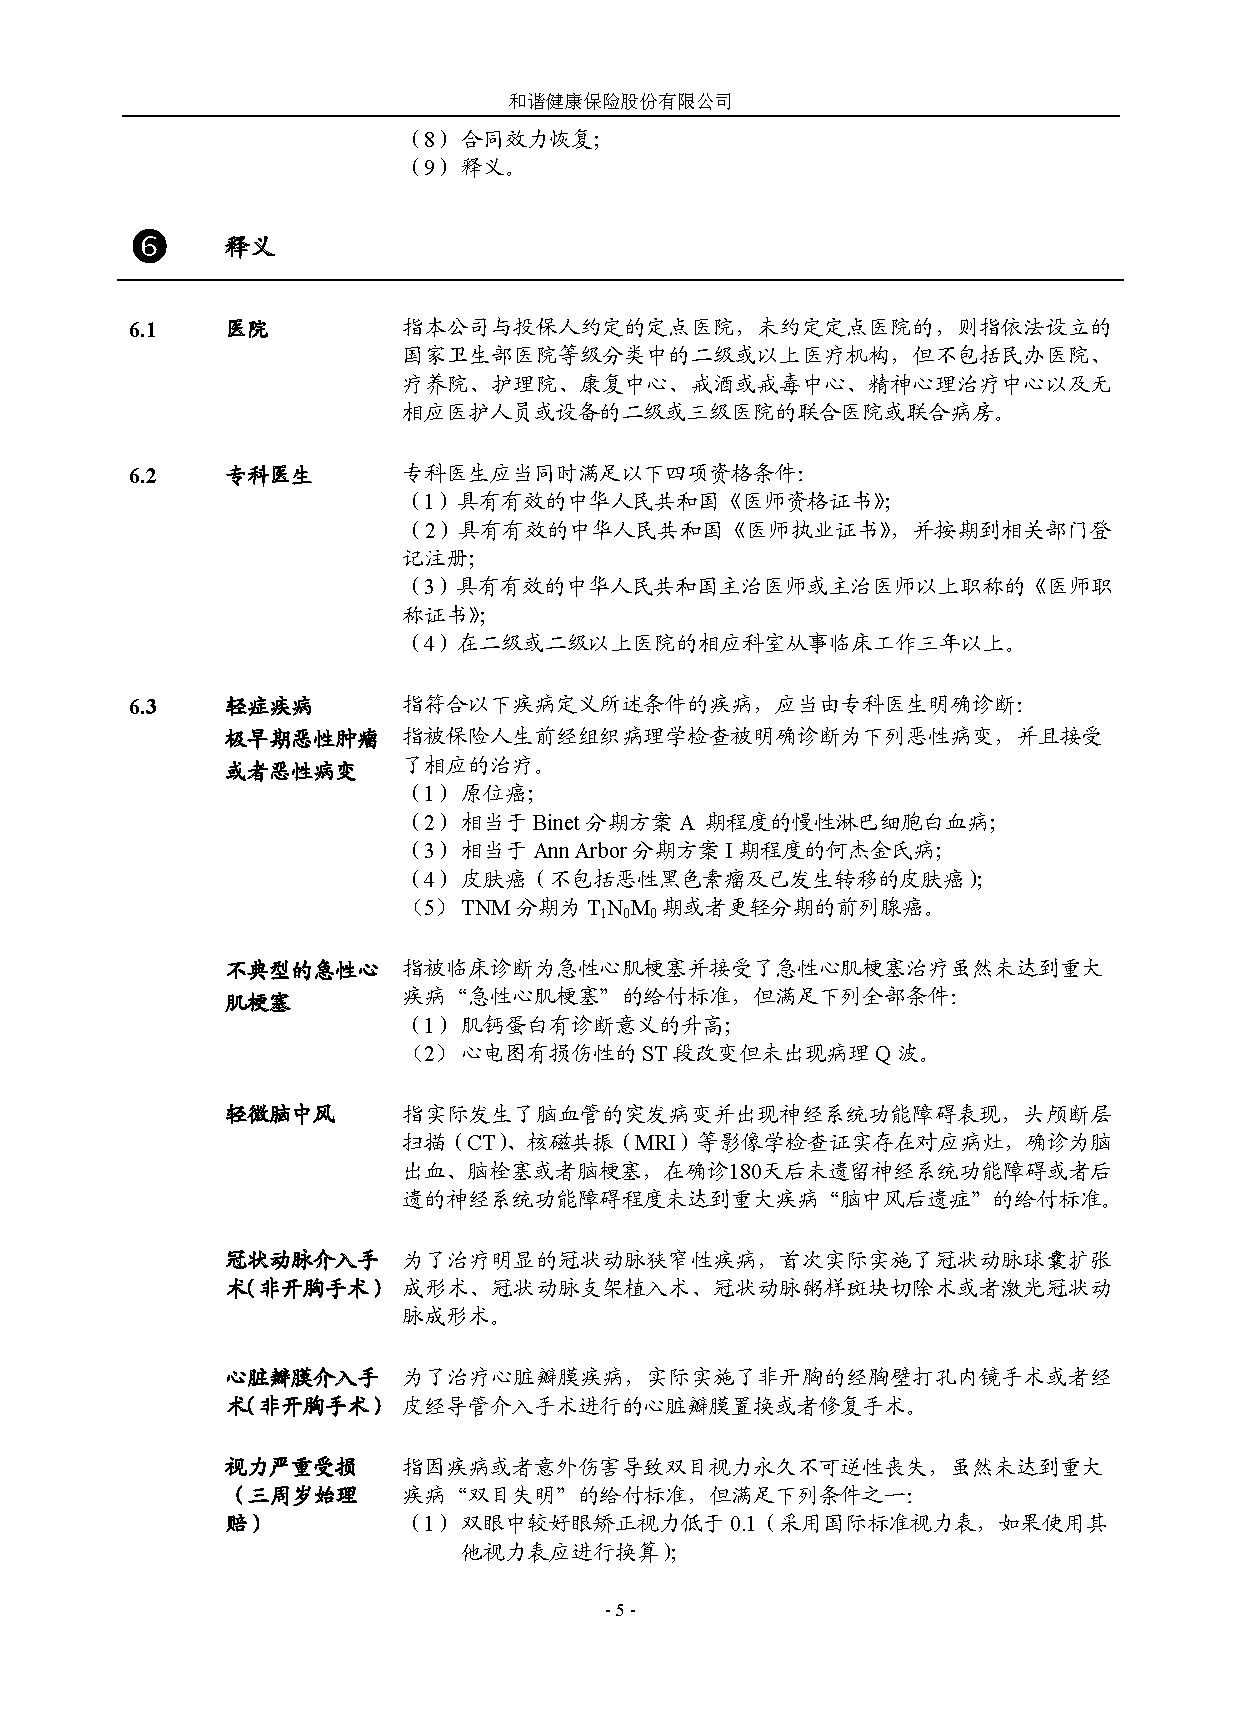 和谐健康保险股份有限公司
（8） 合同效力恢复；
（9） 释义。
❻ 释义
6.1 医院 指本公司与投保人约定的定点医院，未约定定点医院的，则指依法设立的
国家卫生部医院等级分类中的二级或以上医疗机构，但不包括民办医院、
疗养院、护理院、康复中心、戒酒或戒毒中心、精神心理治疗中心以及无
相应医护人员或设备的二级或三级医院的联合医院或联合病房。
6.2 专科医生 专科医生应当同时满足以下四项资格条件：
（1）具有有效的中华人民共和国《医师资格证书》；
（2）具有有效的中华人民共和国《医师执业证书》，并按期到相关部门登
记注册；
（3）具有有效的中华人民共和国主治医师或主治医师以上职称的《医师职
称证书》；
（4）在二级或二级以上医院的相应科室从事临床工作三年以上。
6.3 轻症疾病 指符合以下疾病定义所述条件的疾病，应当由专科医生明确诊断：
极早期恶性肿瘤 指被保险人生前经组织病理学检查被明确诊断为下列恶性病变，并且接受
或者恶性病变 了相应的治疗。
（1） 原位癌；
（2） 相当于 Binet 分期方案 A 期程度的慢性淋巴细胞白血病；
（3） 相当于 Ann Arbor 分期方案 I 期程度的何杰金氏病；
（4） 皮肤癌（不包括恶性黑色素瘤及已发生转移的皮肤癌）；
（5） TNM 分期为 T₁N₀M₀ 期或者更轻分期的前列腺癌。
不典型的急性心 指被临床诊断为急性心肌梗塞并接受了急性心肌梗塞治疗虽然未达到重大
肌梗塞 疾病“急性心肌梗塞”的给付标准，但满足下列全部条件：
（1） 肌钙蛋白有诊断意义的升高；
（2） 心电图有损伤性的 ST 段改变但未出现病理 Q 波。
轻微脑中风 指实际发生了脑血管的突发病变并出现神经系统功能障碍表现，头颅断层
扫描（CT）、核磁共振（MRI）等影像学检查证实存在对应病灶，确诊为脑
出血、脑栓塞或者脑梗塞，在确诊180天后未遗留神经系统功能障碍或者后
遗的神经系统功能障碍程度未达到重大疾病“脑中风后遗症”的给付标准。
冠状动脉介入手 为了治疗明显的冠状动脉狭窄性疾病，首次实际实施了冠状动脉球囊扩张
术（非开胸手术） 成形术、冠状动脉支架植入术、冠状动脉粥样斑块切除术或者激光冠状动
脉成形术。
心脏瓣膜介入手 为了治疗心脏瓣膜疾病，实际实施了非开胸的经胸壁打孔内镜手术或者经
术（非开胸手术） 皮经导管介入手术进行的心脏瓣膜置换或者修复手术。
视力严重受损 指因疾病或者意外伤害导致双目视力永久不可逆性丧失，虽然未达到重大
（三周岁始理 疾病“双目失明”的给付标准，但满足下列条件之一：
赔） （1） 双眼中较好眼矫正视力低于 0.1（采用国际标准视力表，如果使用其
他视力表应进行换算）；
- 5 -